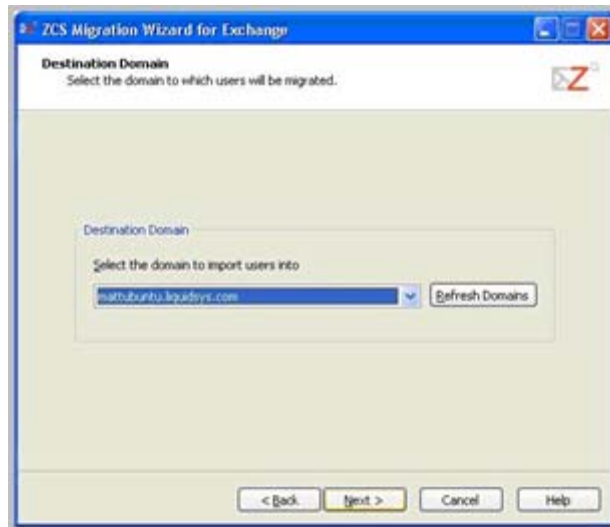 ZCS Migration Wizard for Exchange
Destination Domain
Select the domain to which users will be migrated.
Z
Destination Domain
Select the domain to import users into
mattubuntu.liquidsys.com
Refresh Domains
< Back
Next >
Cancel
Help